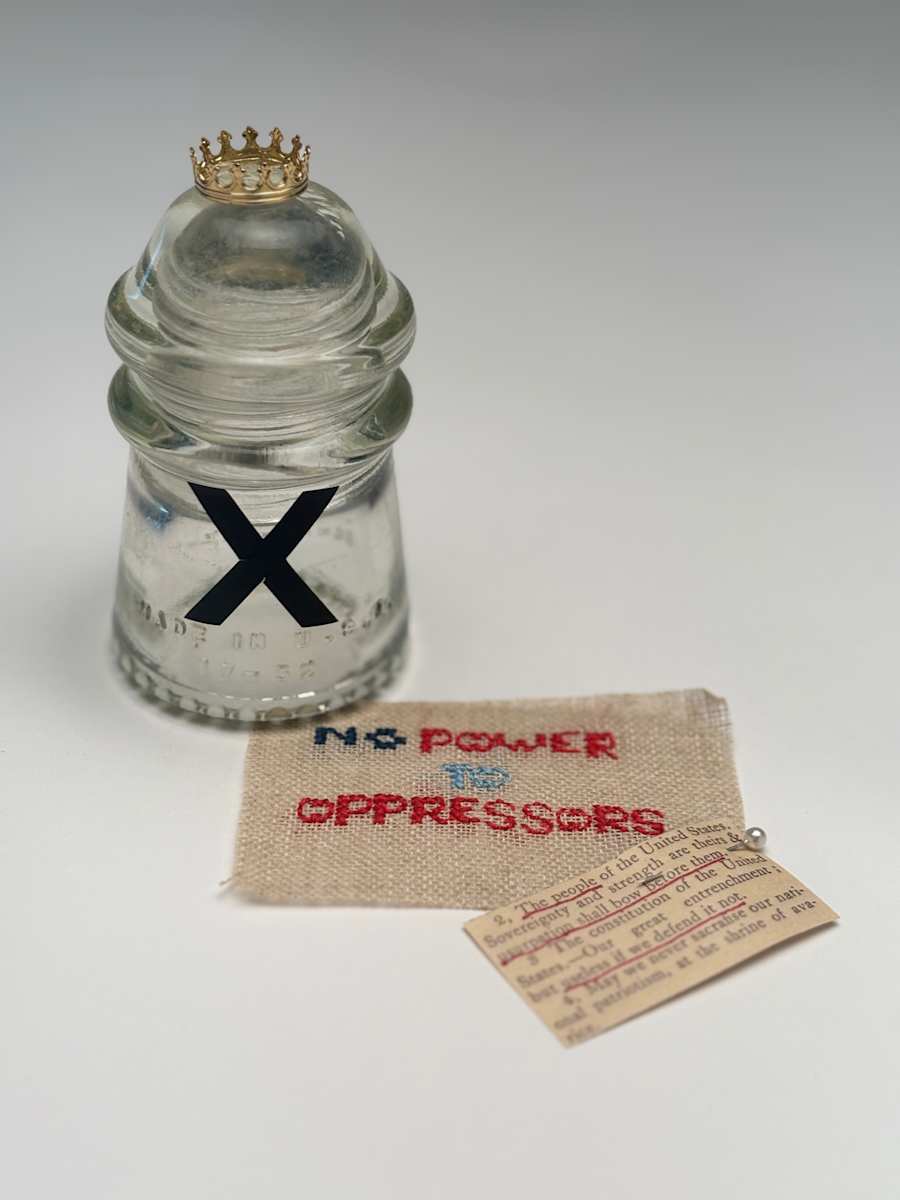 X
MADE IN U.S.A.
NO POWER
TO
OPPRESSORS
2, The people of the United States,
Sovereignty and strength are theirs &
usurpation shall bow before them.
3 The constitution of the United
States.—Our great entrenchment;
but useless if we defend it not.
4, May we never sacrafise our nati-
onal patriotism, at the shrine of ava-
rice.